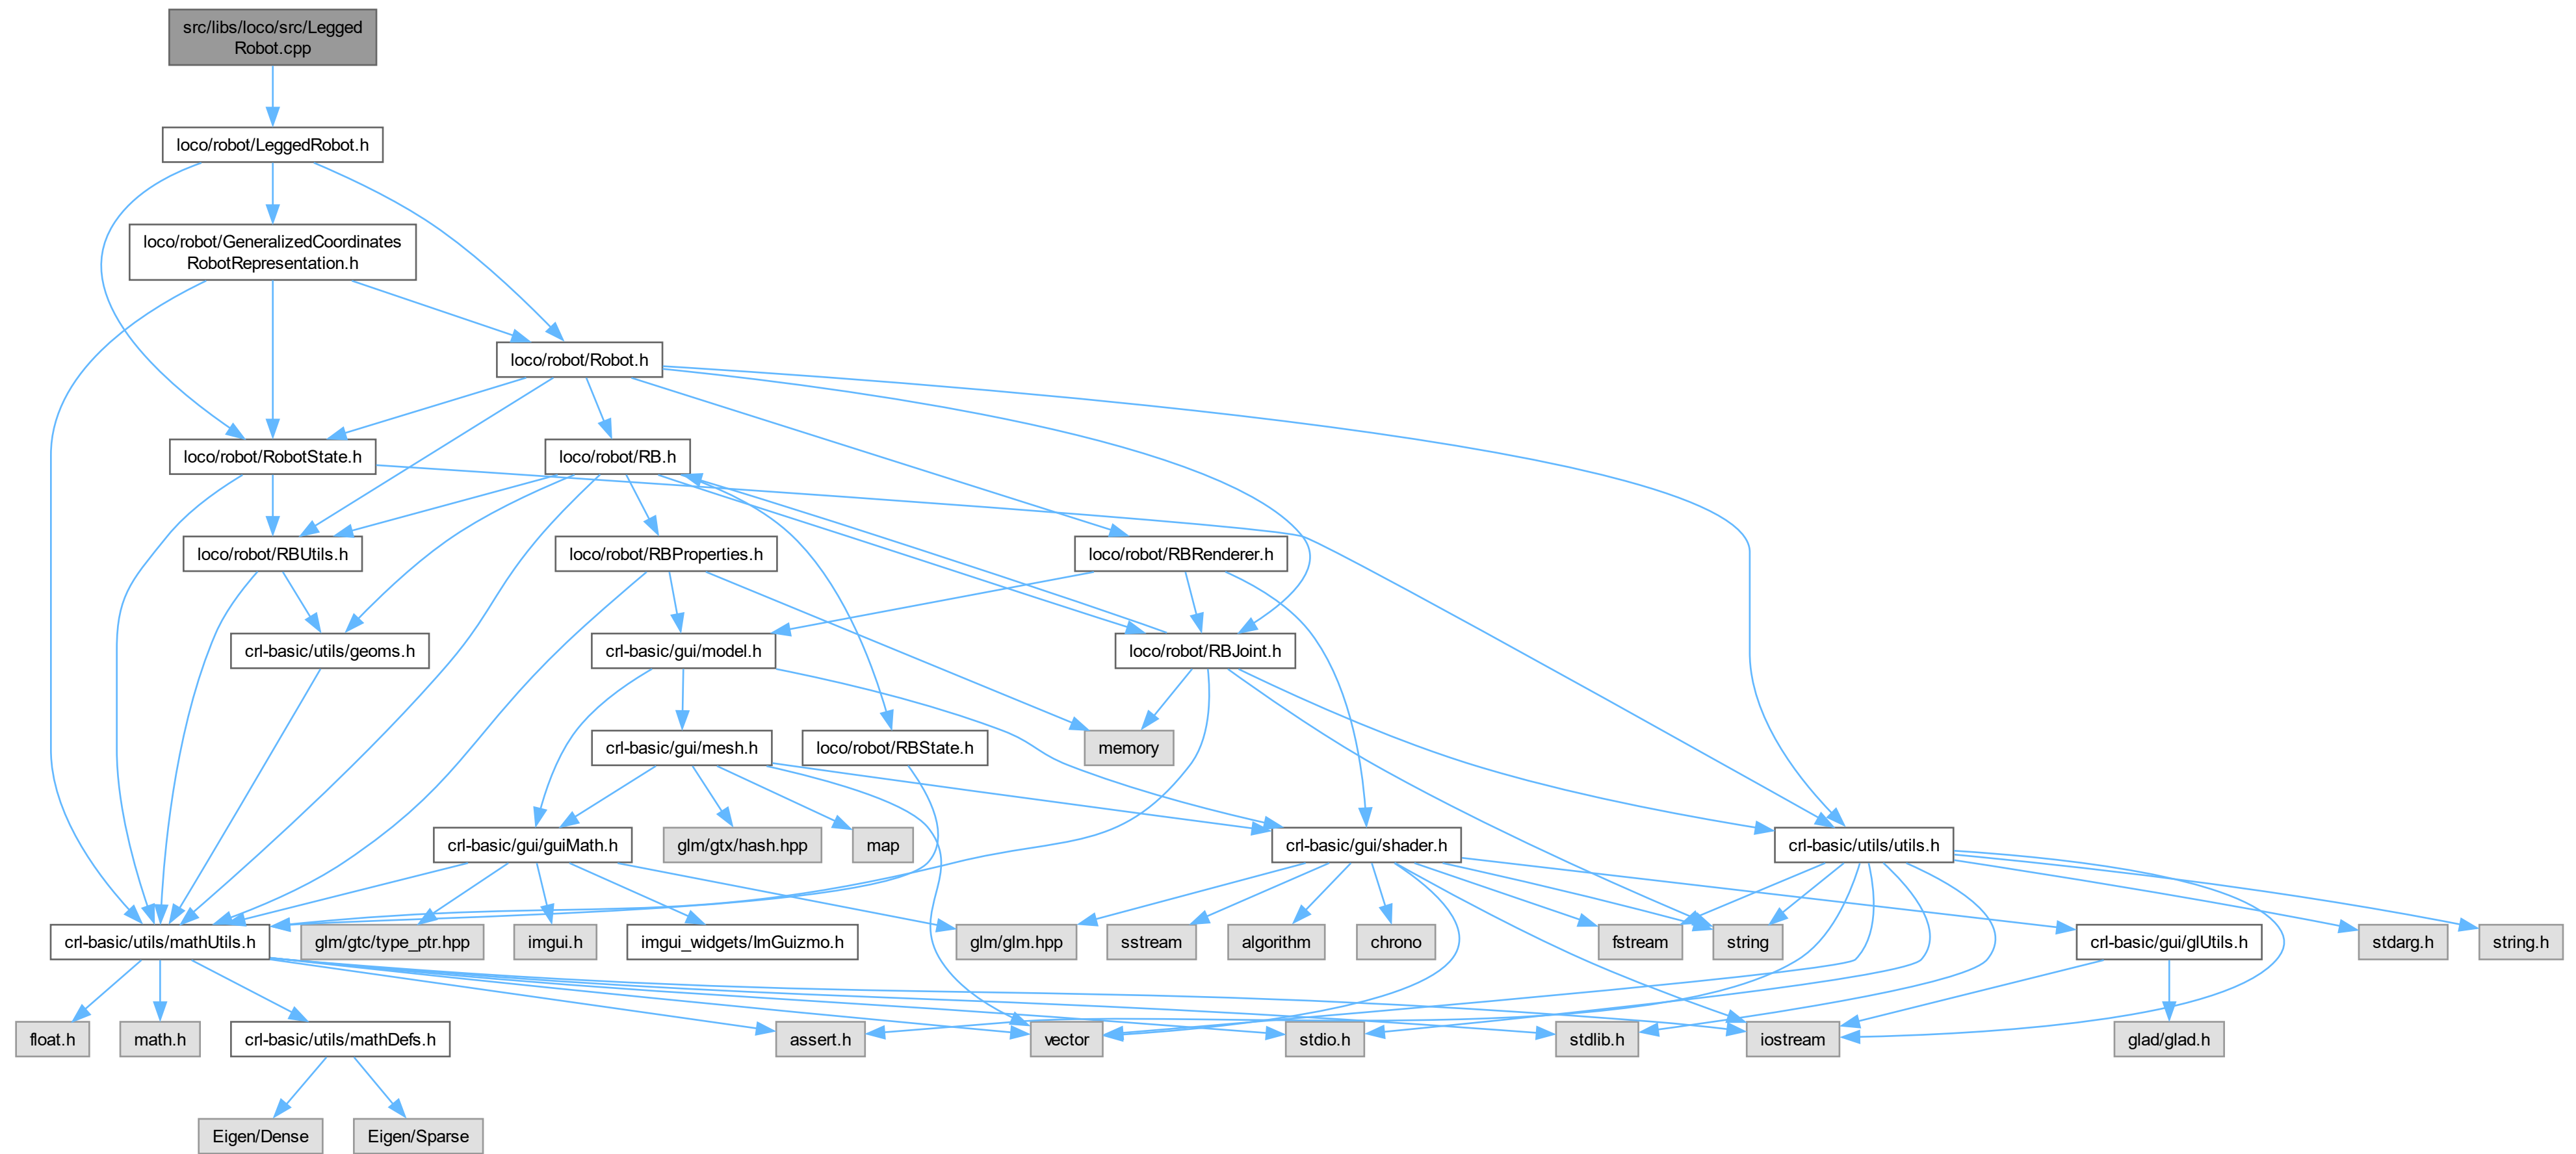 src/libs/loco/src/Legged
Robot.cpp
loco/robot/LeggedRobot.h
loco/robot/GeneralizedCoordinates
RobotRepresentation.h
loco/robot/Robot.h
loco/robot/RobotState.h
loco/robot/RB.h
loco/robot/RBUtils.h
loco/robot/RBProperties.h
loco/robot/RBRenderer.h
crl-basic/utils/geoms.h
crl-basic/gui/model.h
loco/robot/RBJoint.h
crl-basic/gui/mesh.h
loco/robot/RBState.h
memory
crl-basic/gui/guiMath.h
glm/gtx/hash.hpp
map
crl-basic/gui/shader.h
crl-basic/utils/utils.h
crl-basic/utils/mathUtils.h
glm/gtc/type_ptr.hpp
imgui.h
imgui_widgets/ImGuizmo.h
glm/glm.hpp
sstream
algorithm
chrono
fstream
string
crl-basic/gui/glUtils.h
stdarg.h
string.h
float.h
math.h
crl-basic/utils/mathDefs.h
assert.h
vector
stdio.h
stdlib.h
iostream
glad/glad.h
Eigen/Dense
Eigen/Sparse